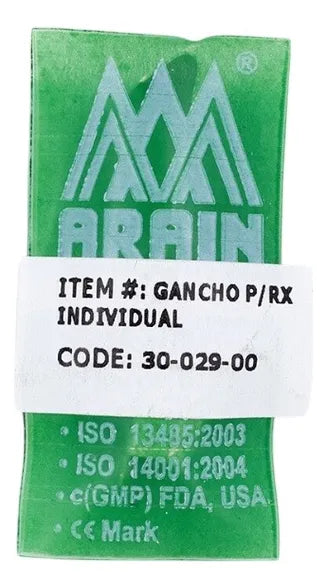 ®
ARAIN
ITEM #: GANCHO P/RX
INDIVIDUAL
CODE: 30-029-00
• ISO 13485:2003
• ISO 14001:2004
• c(GMP) FDA, USA
• CE Mark